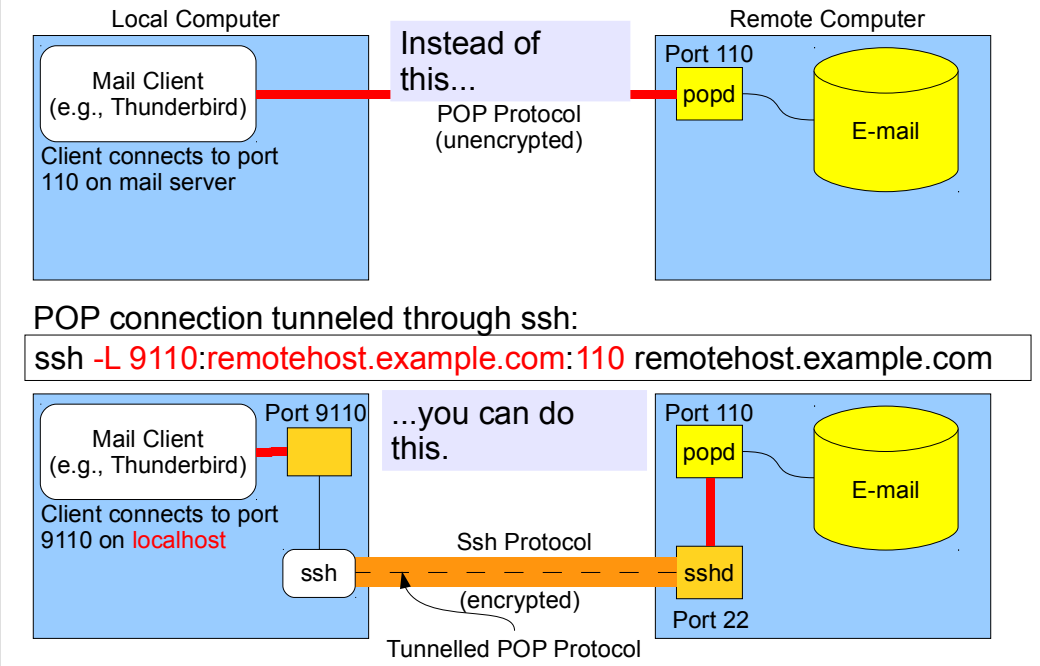 Local Computer
Remote Computer
Mail Client
(e.g., Thunderbird)
Client connects to port
110 on mail server
Instead of
this...
POP Protocol
(unencrypted)
Port 110
popd
E-mail
POP connection tunneled through ssh:
ssh -L 9110:remotehost.example.com:110 remotehost.example.com
Mail Client
(e.g., Thunderbird)
Port 9110
Client connects to port
9110 on localhost
ssh
...you can do
this.
Ssh Protocol
(encrypted)
Tunnelled POP Protocol
Port 110
popd
E-mail
sshd
Port 22